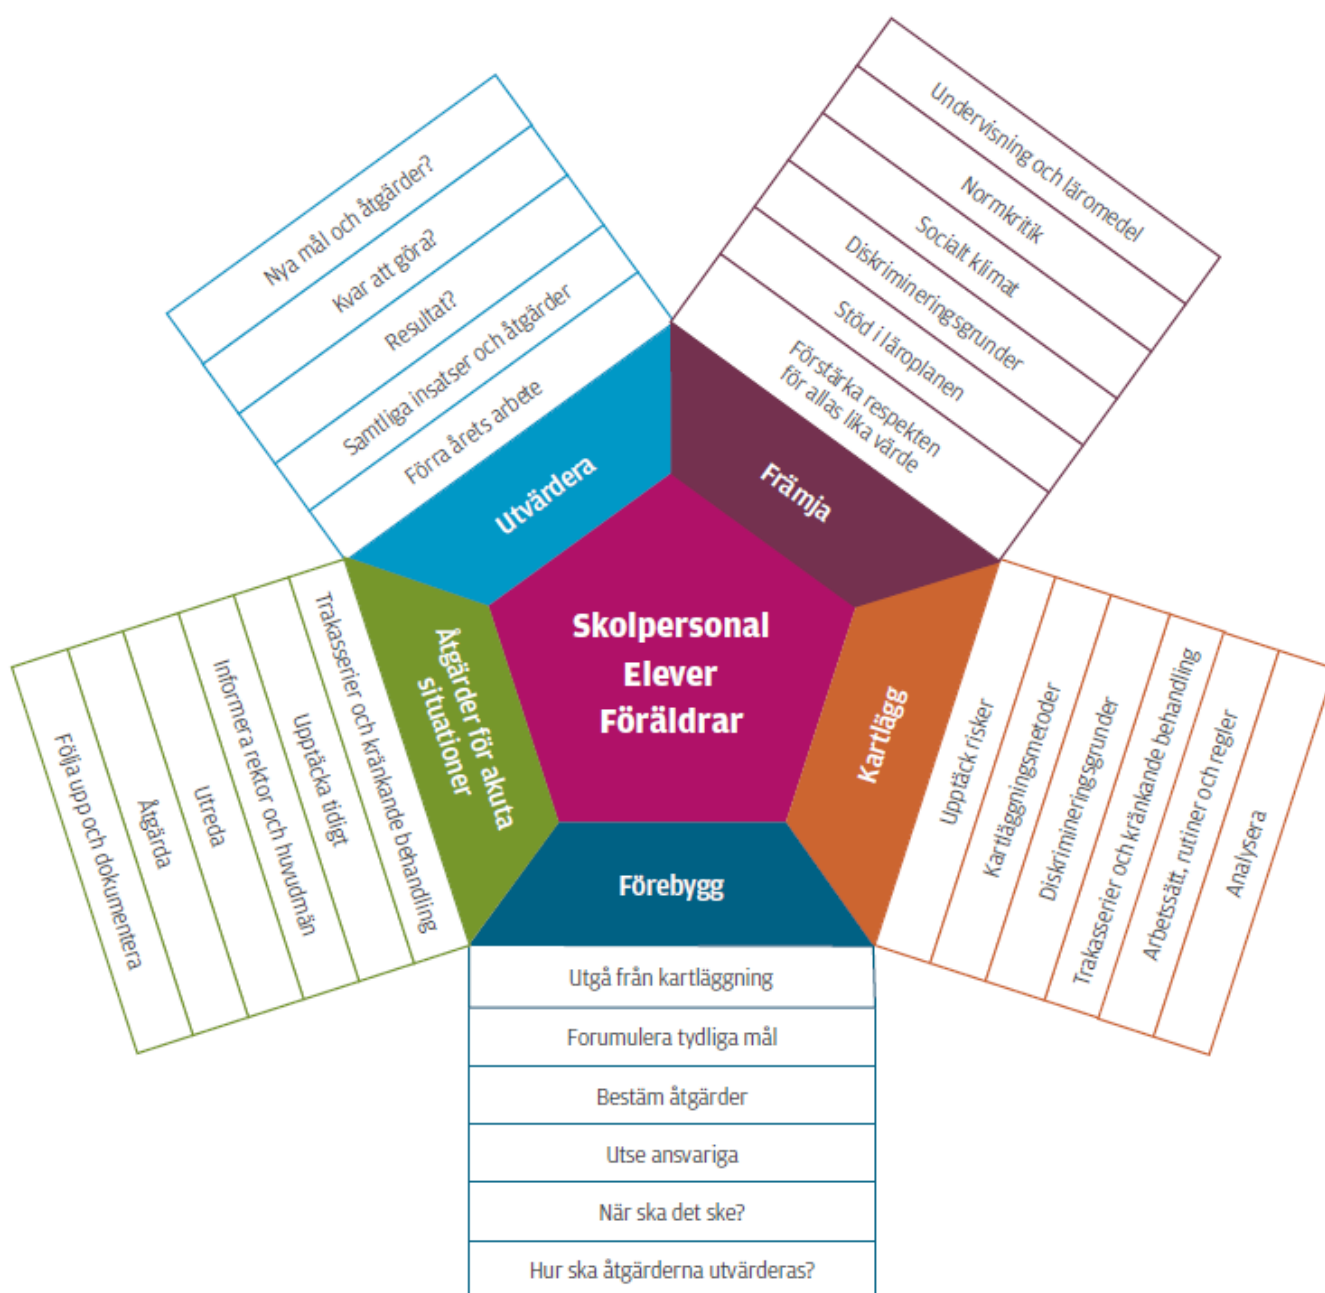 Skolpersonal
Elever
Föräldrar
Främja
Förstärka respekten
för allas lika värde
Stöd i läroplanen
Diskrimineringsgrunder
Socialt klimat
Normkritik
Undervisning och läromedel
Kartlägg
Upptäck risker
Kartläggningsmetoder
Diskrimineringsgrunder
Trakasserier och kränkande behandling
Arbetssätt, rutiner och regler
Analysera
Förebygg
Utgå från kartläggning
Forumulera tydliga mål
Bestäm åtgärder
Utse ansvariga
När ska det ske?
Hur ska åtgärderna utvärderas?
Åtgärder för akuta
situationer
Trakasserier och kränkande behandling
Upptäcka tidigt
Informera rektor och huvudmän
Utreda
Åtgärda
Följa upp och dokumentera
Utvärdera
Förra årets arbete
Samtliga insatser och åtgärder
Resultat?
Kvar att göra?
Nya mål och åtgärder?